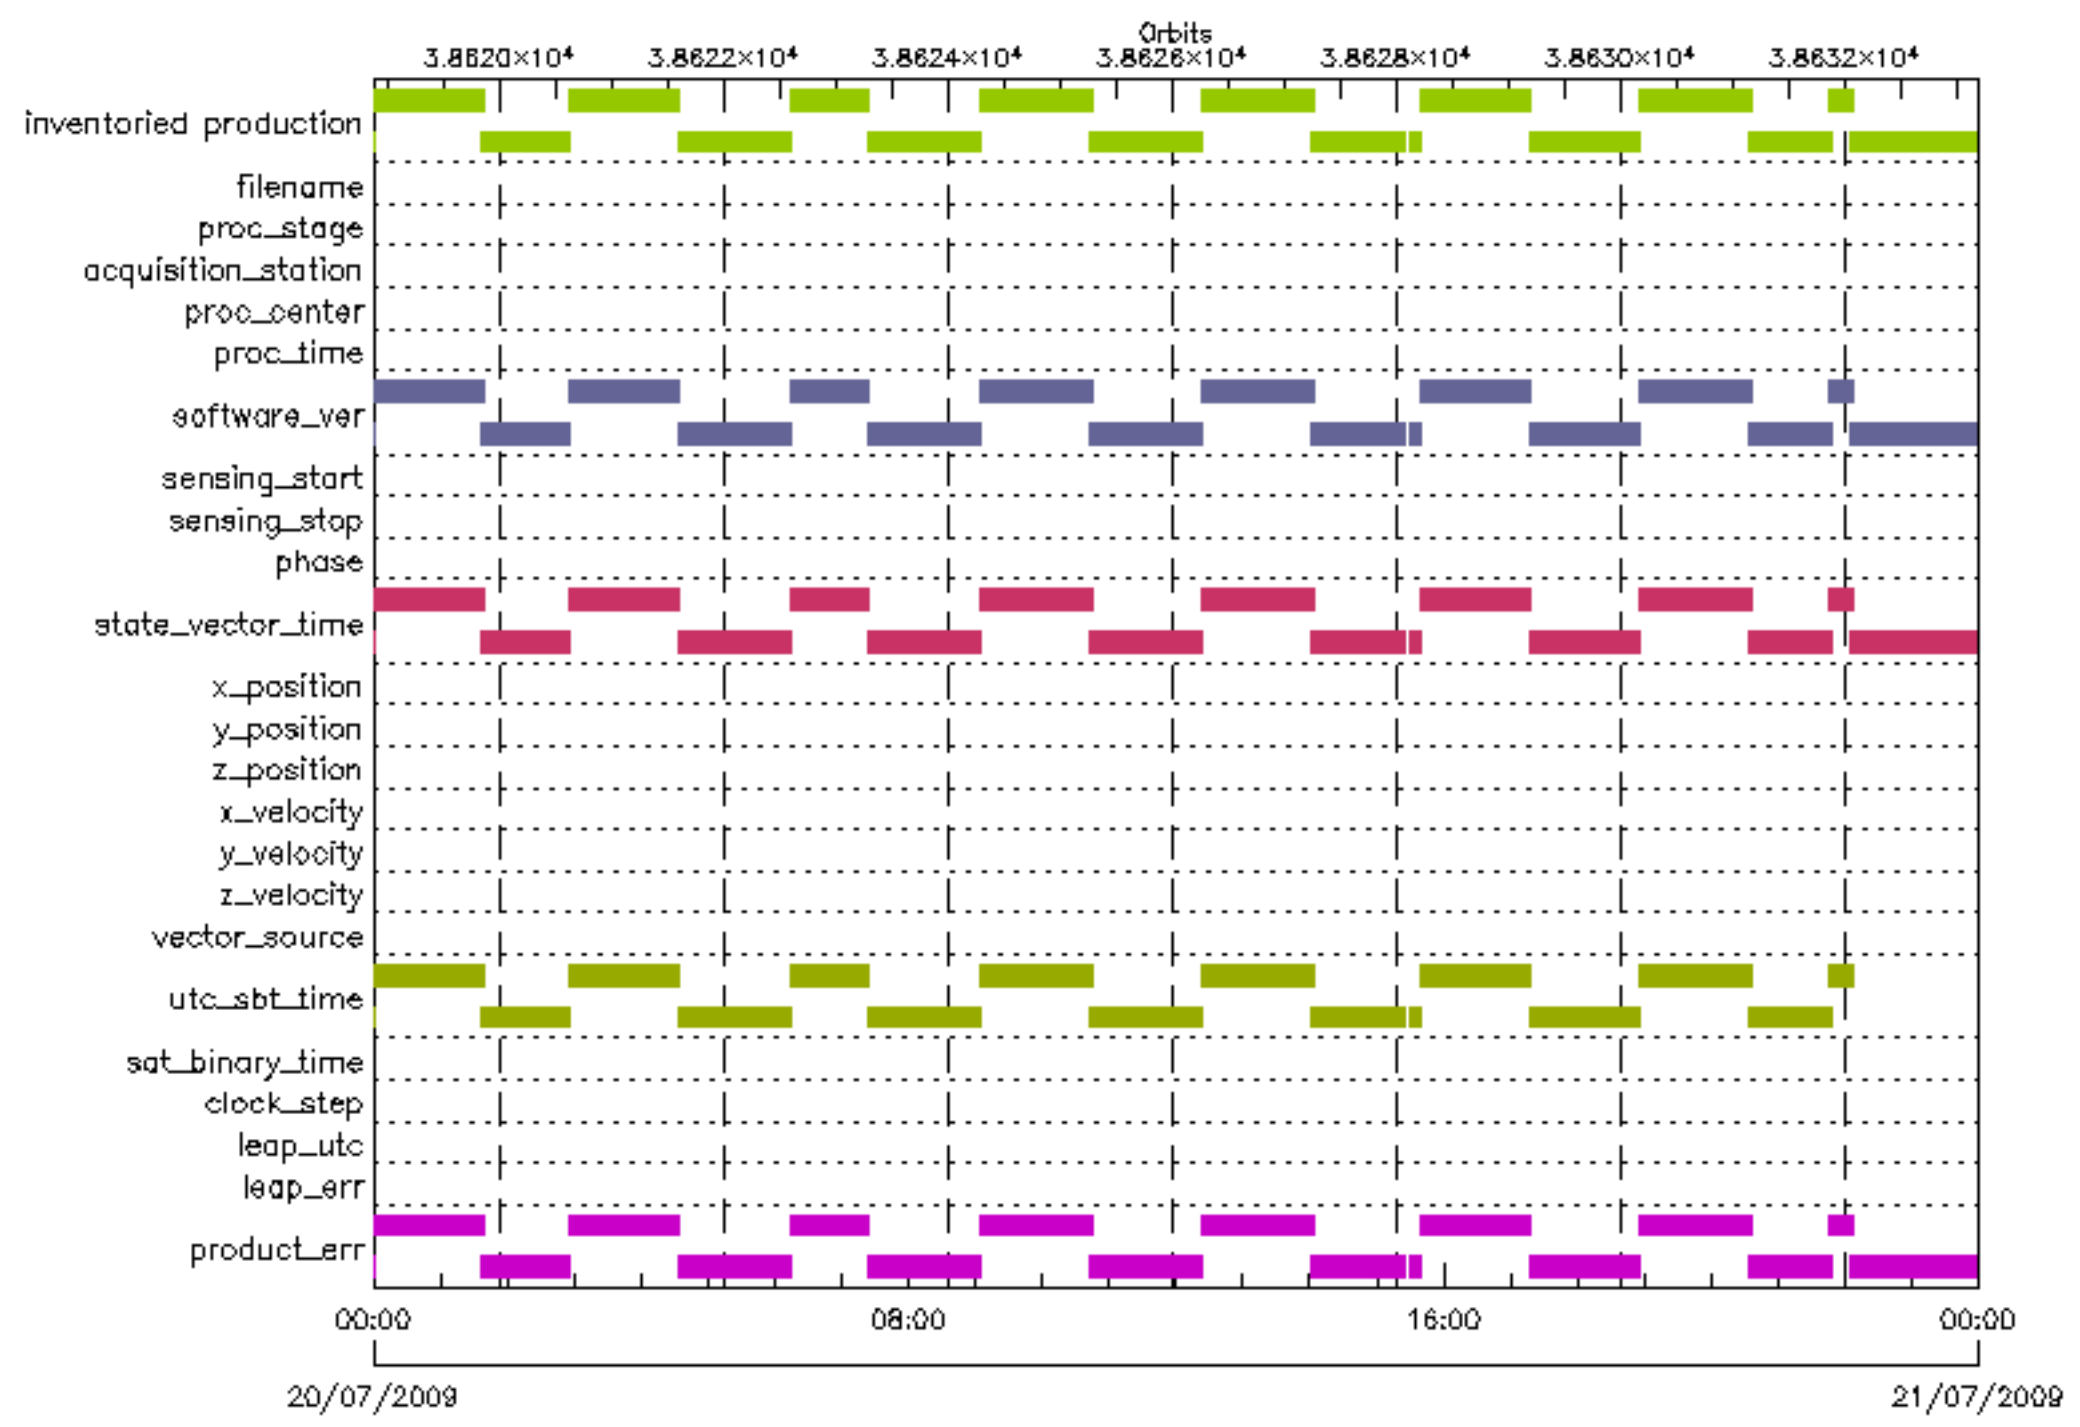 Orbits
3.8620×10⁴ 3.8622×10⁴ 3.8624×10⁴ 3.8626×10⁴ 3.8628×10⁴ 3.8630×10⁴ 3.8632×10⁴
inventoried production
filename
proc_stage
acquisition_station
proc_center
proc_time
software_ver
sensing_start
sensing_stop
phase
state_vector_time
x_position
y_position
z_position
x_velocity
y_velocity
z_velocity
vector_source
utc_sbt_time
sat_binary_time
clock_step
leap_utc
leap_err
product_err
00:00 08:00 16:00 00:00
20/07/2009 21/07/2009